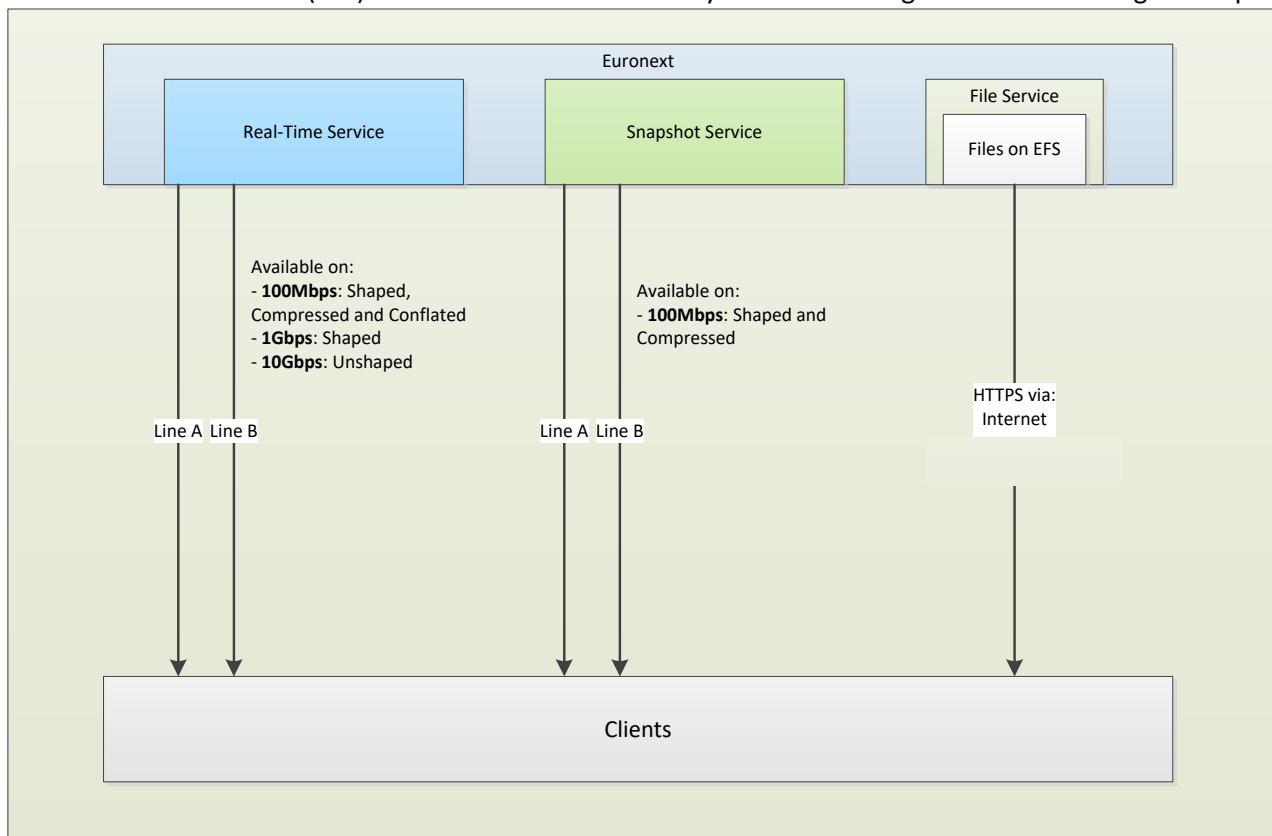 Euronext
Real-Time Service
Snapshot Service
File Service
Files on EFS
Available on:
- 100Mbps: Shaped,
Compressed and Conflated
- 1Gbps: Shaped
- 10Gbps: Unshaped
Available on:
- 100Mbps: Shaped and
Compressed
HTTPS via:
Internet
Line A
Line B
Line A
Line B
Clients